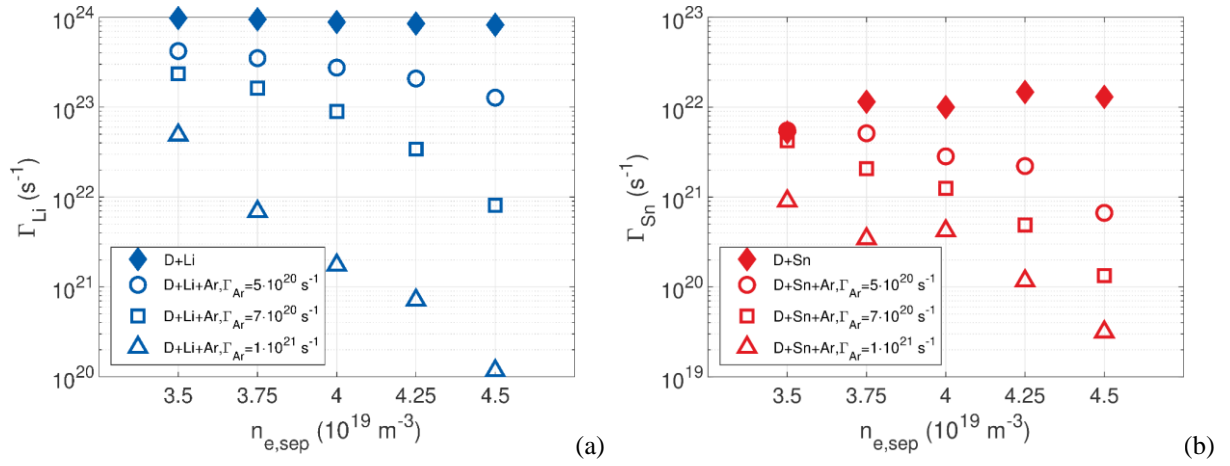 10^24
10^23
10^22
10^21
10^20
Γ_Li (s^-1)
D+Li
D+Li+Ar,Γ_Ar=5·10^20 s^-1
D+Li+Ar,Γ_Ar=7·10^20 s^-1
D+Li+Ar,Γ_Ar=1·10^21 s^-1
3.5 3.75 4 4.25 4.5
n_e,sep (10^19 m^-3)
(a)
10^23
10^22
10^21
10^20
10^19
Γ_Sn (s^-1)
D+Sn
D+Sn+Ar,Γ_Ar=5·10^20 s^-1
D+Sn+Ar,Γ_Ar=7·10^20 s^-1
D+Sn+Ar,Γ_Ar=1·10^21 s^-1
3.5 3.75 4 4.25 4.5
n_e,sep (10^19 m^-3)
(b)